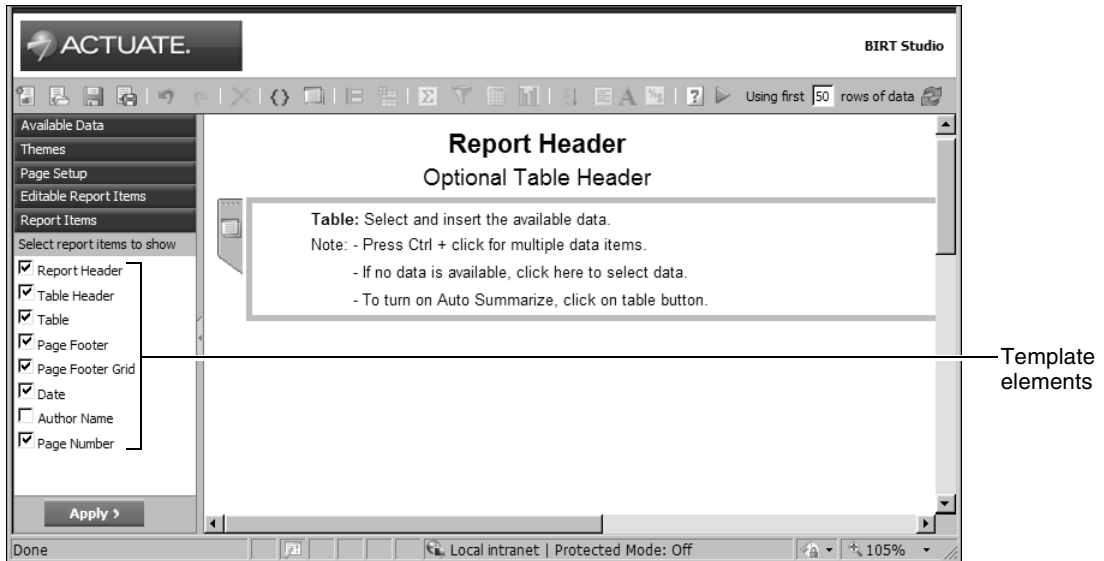 ACTUATE.
BIRT Studio
Using first 50 rows of data
Available Data
Themes
Page Setup
Editable Report Items
Report Items
Select report items to show
Report Header
Table Header
Table
Page Footer
Page Footer Grid
Date
Author Name
Page Number
Apply
Report Header
Optional Table Header
Table: Select and insert the available data.
Note: - Press Ctrl + click for multiple data items.
- If no data is available, click here to select data.
- To turn on Auto Summarize, click on table button.
Template
elements
Done
Local intranet | Protected Mode: Off
105%